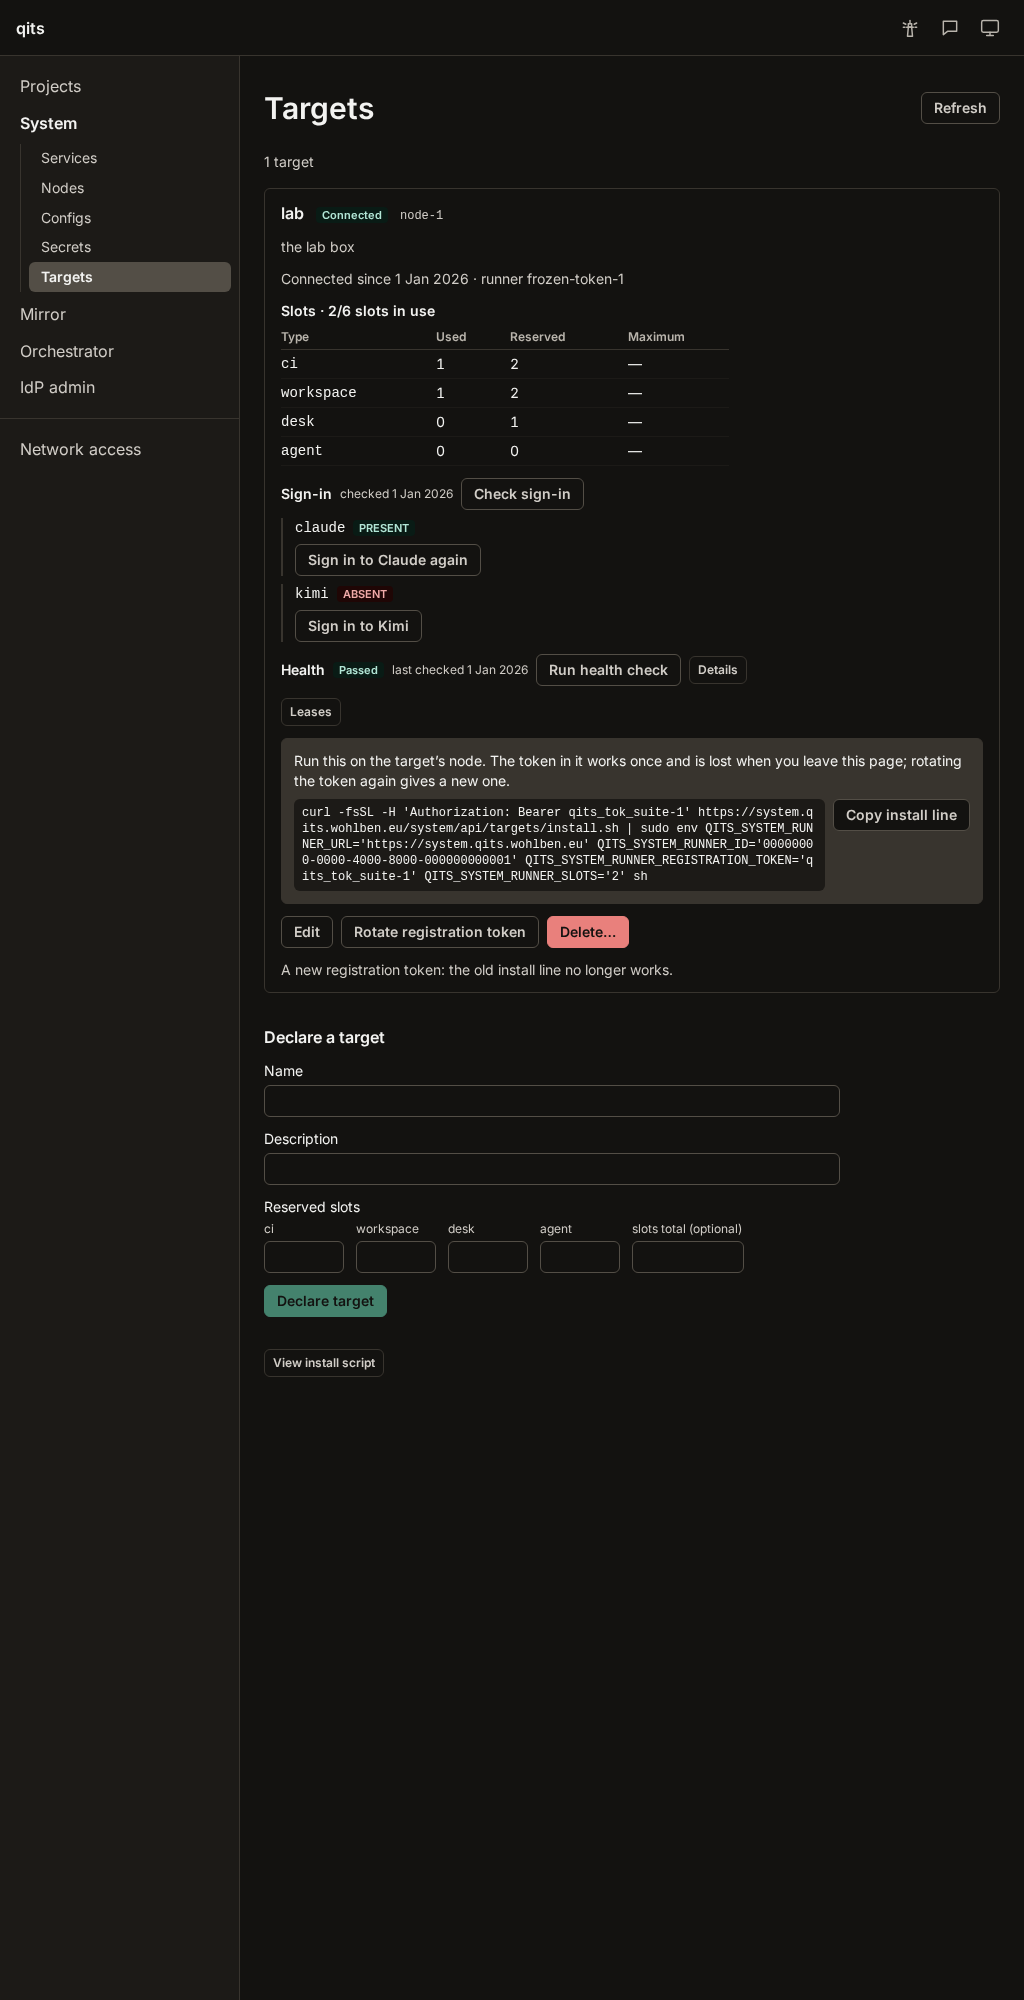 qits
Projects
System
Services
Nodes
Configs
Secrets
Targets
Mirror
Orchestrator
IdP admin
Network access
Targets
Refresh
1 target
lab Connected node-1
the lab box
Connected since 1 Jan 2026 · runner frozen-token-1
Slots · 2/6 slots in use
Type Used Reserved Maximum
ci 1 2 —
workspace 1 2 —
desk 0 1 —
agent 0 0 —
Sign-in checked 1 Jan 2026 Check sign-in
claude PRESENT
Sign in to Claude again
kimi ABSENT
Sign in to Kimi
Health Passed last checked 1 Jan 2026 Run health check Details
Leases
Run this on the target’s node. The token in it works once and is lost when you leave this page; rotating
the token again gives a new one.
curl -fsSL -H 'Authorization: Bearer qits_tok_suite-1' https://system.q
its.wohlben.eu/system/api/targets/install.sh | sudo env QITS_SYSTEM_RUN
NER_URL='https://system.qits.wohlben.eu' QITS_SYSTEM_RUNNER_ID='0000000
0-0000-4000-8000-000000000001' QITS_SYSTEM_RUNNER_REGISTRATION_TOKEN='q
its_tok_suite-1' QITS_SYSTEM_RUNNER_SLOTS='2' sh
Copy install line
Edit Rotate registration token Delete…
A new registration token: the old install line no longer works.
Declare a target
Name
Description
Reserved slots
ci workspace desk agent slots total (optional)
Declare target
View install script